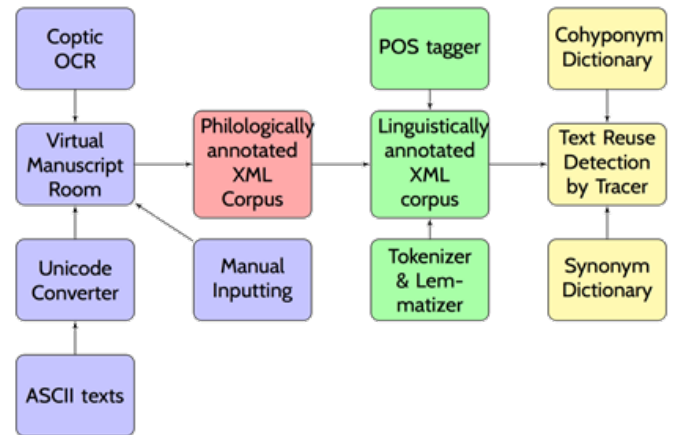 Coptic
OCR
POS tagger
Cohyponym
Dictionary
Virtual
Manuscript
Room
Philologically
annotated
XML
Corpus
Linguistically
annotated
XML
corpus
Text Reuse
Detection
by Tracer
Unicode
Converter
Manual
Inputting
Tokenizer
& Lem-
matizer
Synonym
Dictionary
ASCII texts